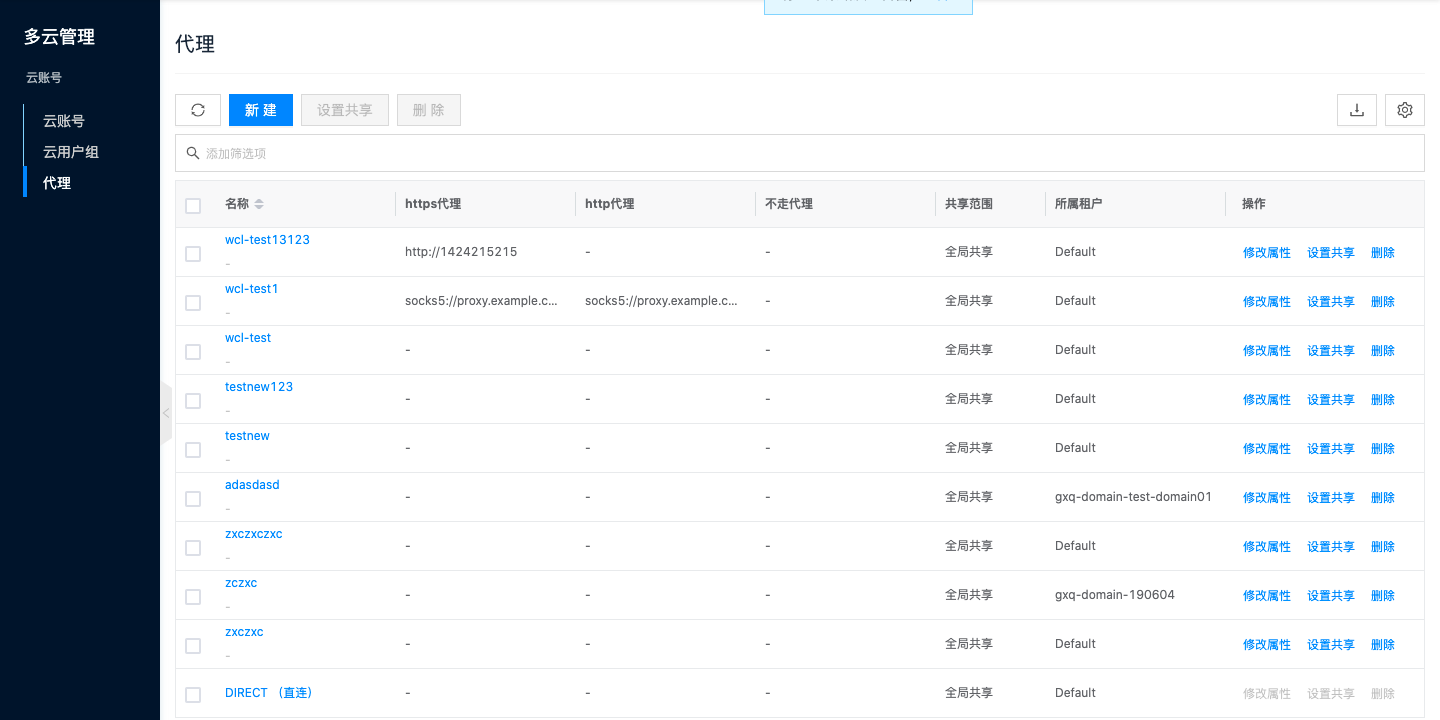 多云管理
云账号
云账号
云用户组
代理
代理
新 建 设置共享 删 除
添加筛选项
名称 https代理 http代理 不走代理 共享范围 所属租户 操作
wcl-test13123
- http://1424215215 - - 全局共享 Default 修改属性 设置共享 删除
wcl-test1
- socks5://proxy.example.c... socks5://proxy.example.c... - 全局共享 Default 修改属性 设置共享 删除
wcl-test
- - - - 全局共享 Default 修改属性 设置共享 删除
testnew123
- - - - 全局共享 Default 修改属性 设置共享 删除
testnew
- - - - 全局共享 Default 修改属性 设置共享 删除
adasdasd
- - - - 全局共享 gxq-domain-test-domain01 修改属性 设置共享 删除
zxczxczxc
- - - - 全局共享 Default 修改属性 设置共享 删除
zczxc
- - - - 全局共享 gxq-domain-190604 修改属性 设置共享 删除
zxczxc
- - - - 全局共享 Default 修改属性 设置共享 删除
DIRECT （直连） - - - 全局共享 Default 修改属性 设置共享 删除